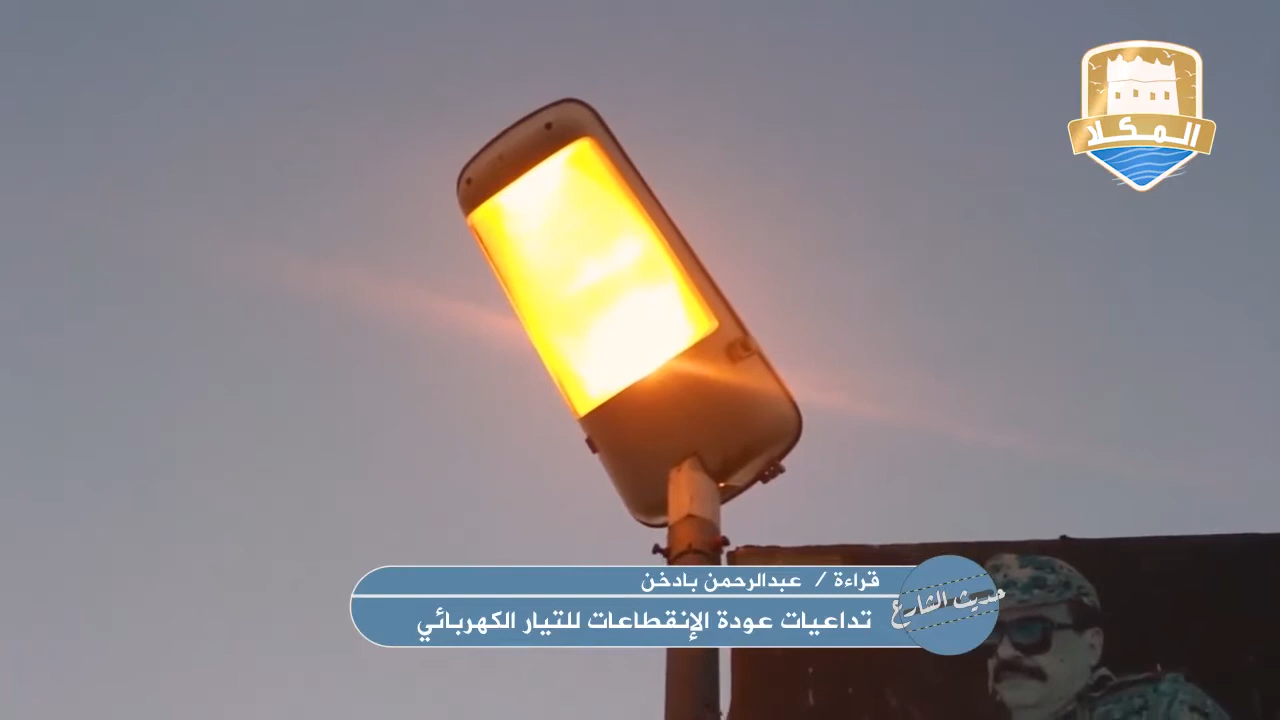 المكلا
قراءة / عبدالرحمن بادخن
حديث الشارع
تداعيات عودة الإنقطاعات للتيار الكهربائي